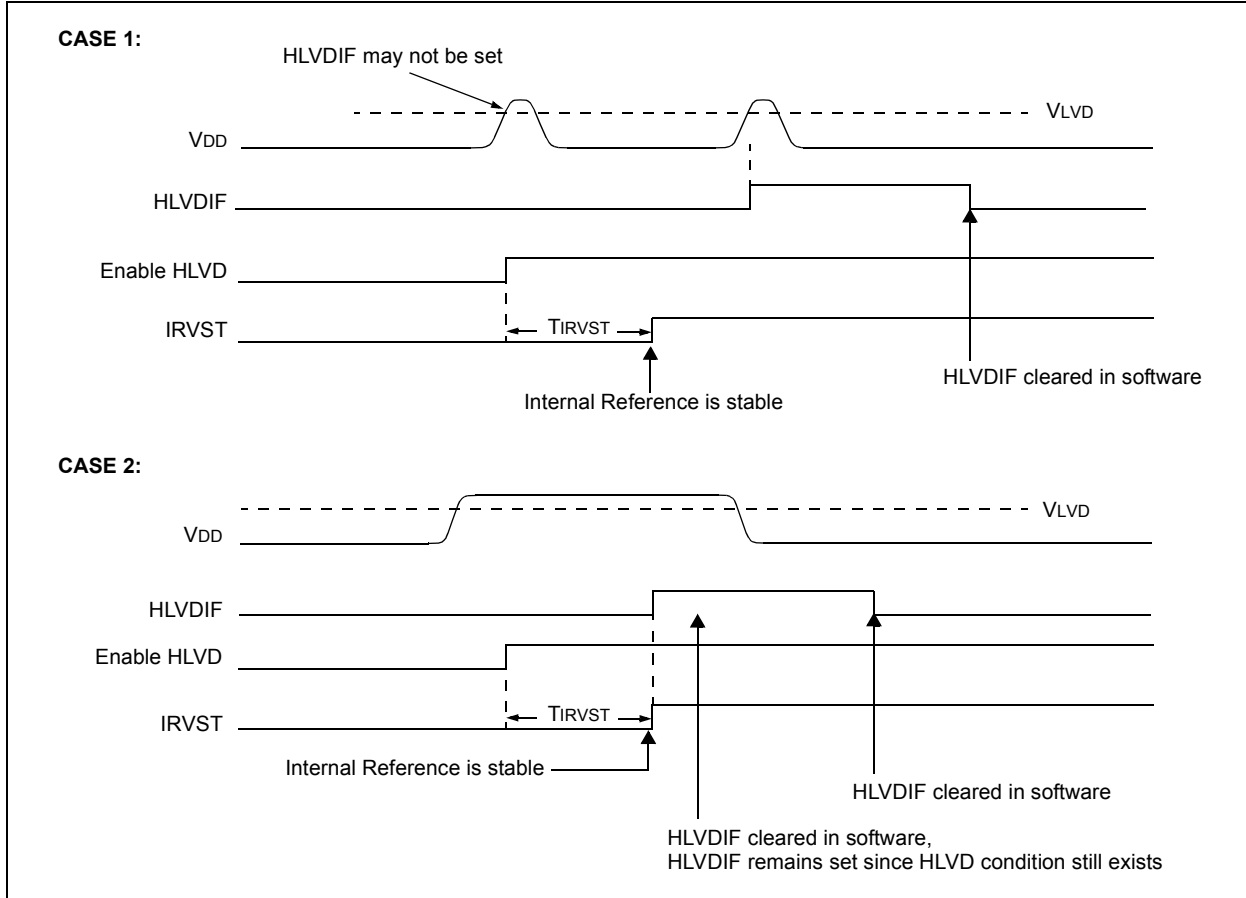 CASE 1:
HLVDIF may not be set
VLVD
VDD
HLVDIF
Enable HLVD
IRVST
TIRVST
HLVDIF cleared in software
Internal Reference is stable
CASE 2:
VLVD
VDD
HLVDIF
Enable HLVD
IRVST
TIRVST
Internal Reference is stable
HLVDIF cleared in software
HLVDIF cleared in software,
HLVDIF remains set since HLVD condition still exists